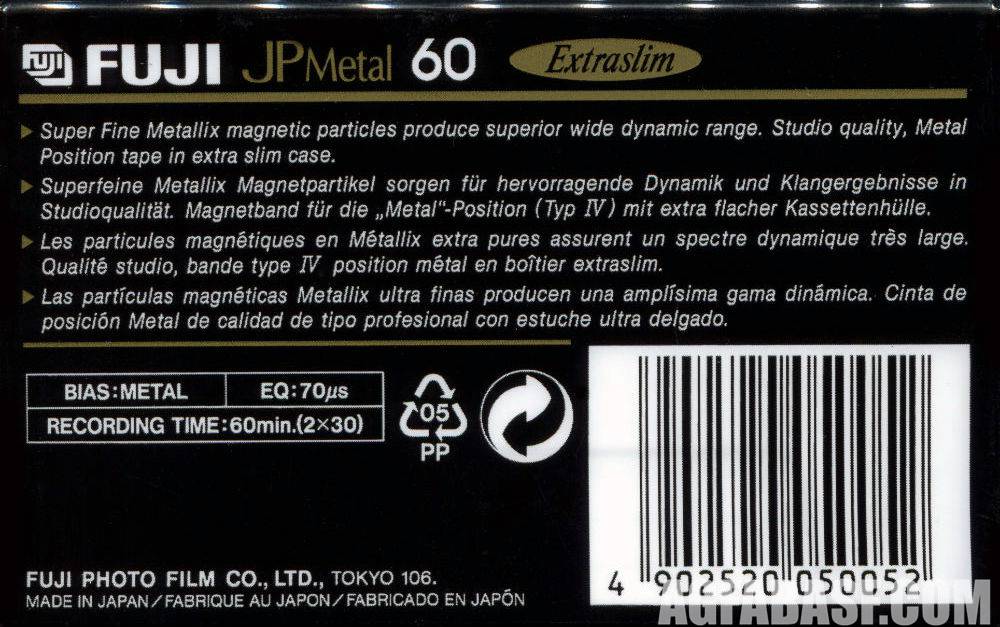 FUJI FUJI JP Metal 60 Extraslim
Super Fine Metallix magnetic particles produce superior wide dynamic range. Studio quality, Metal
Position tape in extra slim case.
Superfeine Metallix Magnetpartikel sorgen für hervorragende Dynamik und Klangergebnisse in
Studioqualität. Magnetband für die „Metal“-Position (Typ IV) mit extra flacher Kassettenhülle.
Les particules magnétiques en Métallix extra pures assurent un spectre dynamique très large.
Qualité studio, bande type IV position métal en boîtier extraslim.
Las partículas magnéticas Metallix ultra finas producen una amplísima gama dinámica. Cinta de
posición Metal de calidad de tipo profesional con estuche ultra delgado.
BIAS:METAL EQ:70μs
RECORDING TIME:60min.(2×30)
05
PP
FUJI PHOTO FILM CO., LTD., TOKYO 106.
MADE IN JAPAN/FABRIQUE AU JAPON/FABRICADO EN JAPÓN
4 902520 050052
AGFABASF.COM